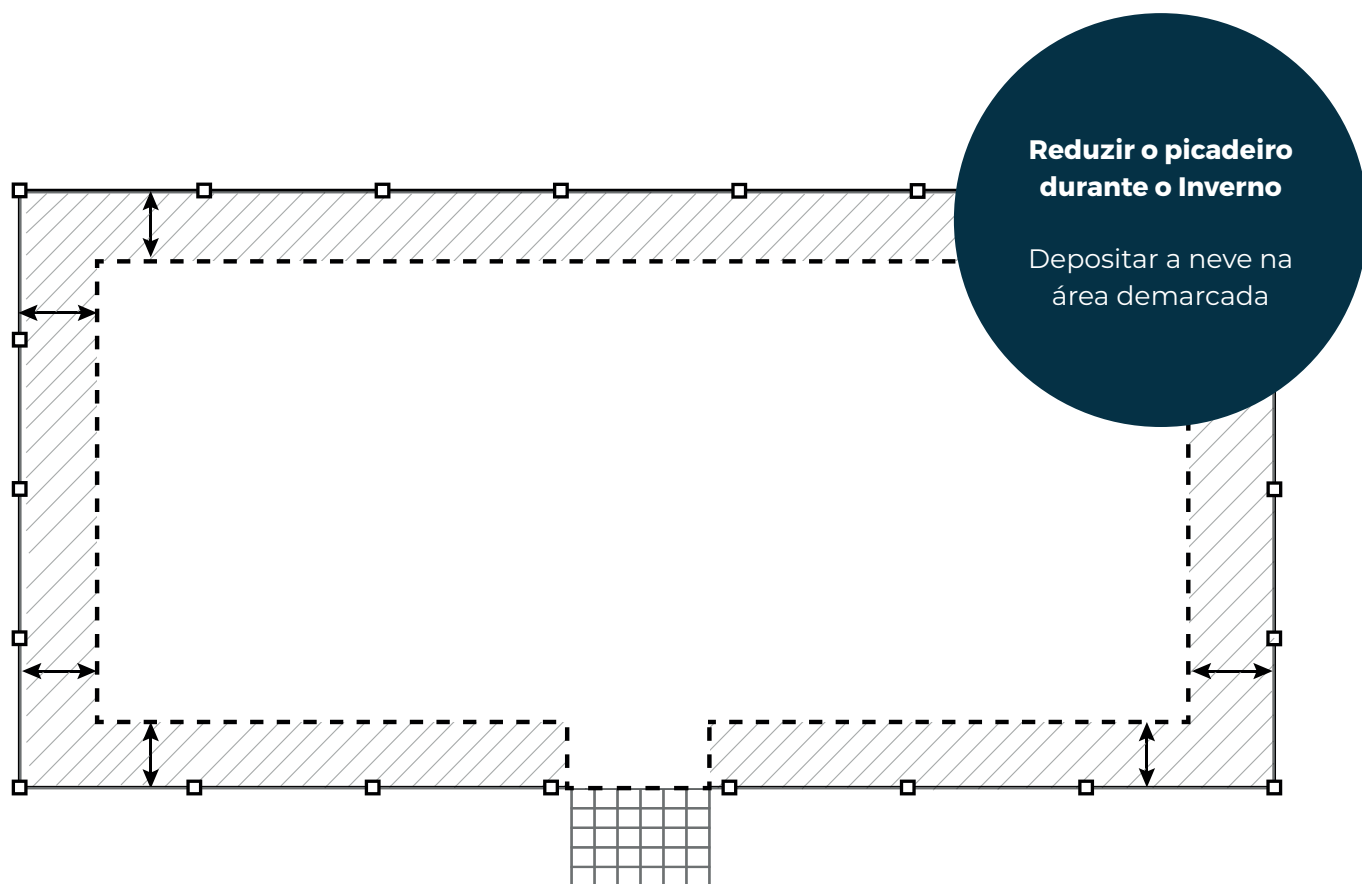 Reduzir o picadeiro
durante o Inverno
Depositar a neve na
área demarcada